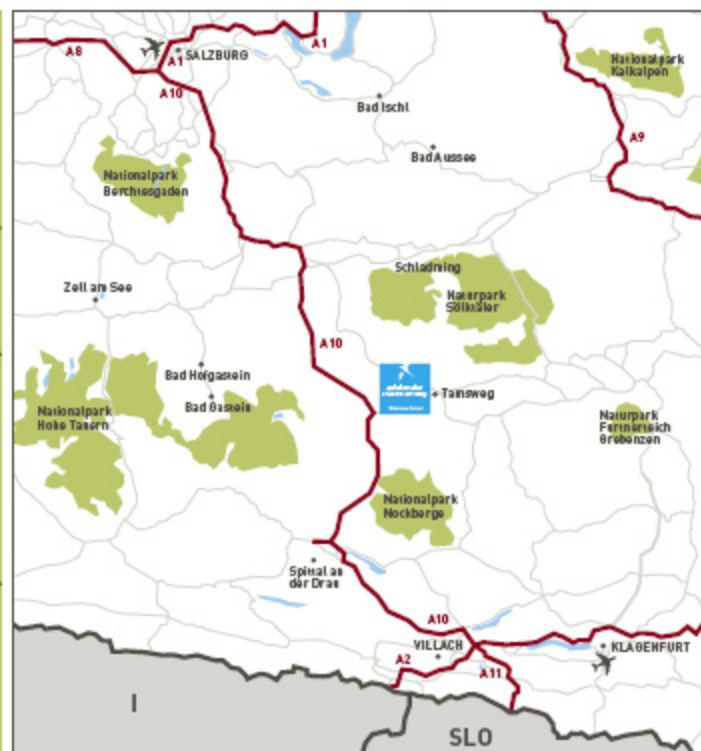 A8
A1
SALZBURG
A1
A10
Nationalpark
Kalkalpen
Bad Ischl
A9
Bad Aussee
Nationalpark
Berchtesgaden
Schladming
Zell am See
Naturpark
Sölktäler
A10
Bad Hofgastein
Bad Gastein
Tamsweg
Nationalpark
Hohe Tauern
Naturpark
Furtnerteich
Grebenzen
Nationalpark
Nockberge
Spittal an
der Drau
A10
VILLACH
KLAGENFURT
A2
A11
I
SLO